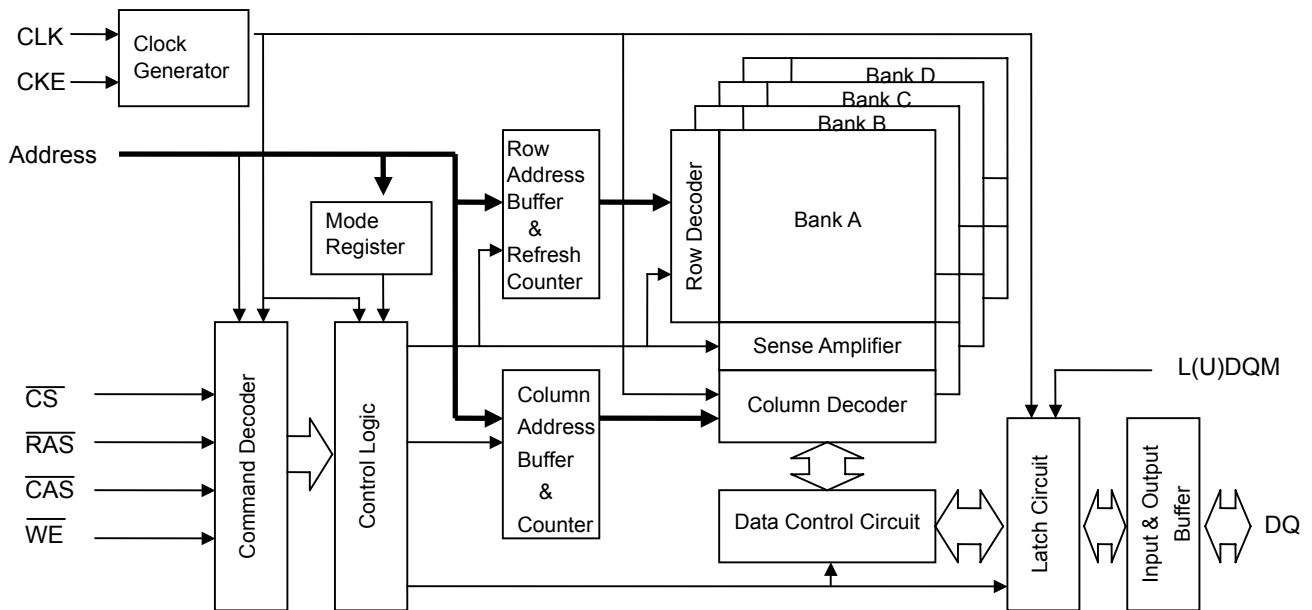 CLK
CKE
Clock
Generator
Bank D
Bank C
Bank B
Address
Row
Address
Buffer
&
Refresh
Counter
Row Decoder
Bank A
Mode
Register
Sense Amplifier
Column Decoder
L(U)DQM
CS
RAS
CAS
WE
Command Decoder
Control Logic
Column
Address
Buffer
&
Counter
Data Control Circuit
Latch Circuit
Input & Output
Buffer
DQ